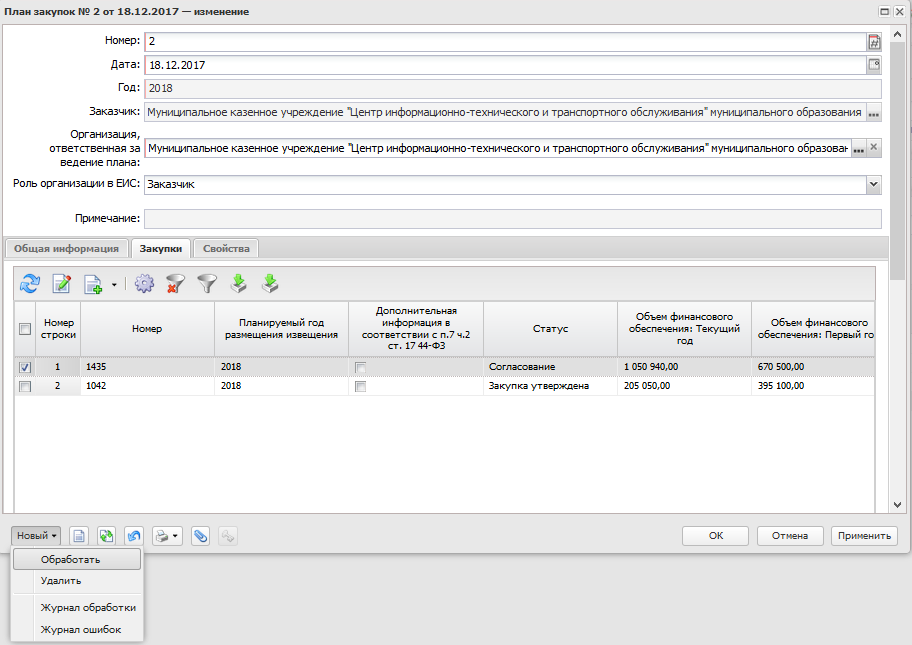 План закупок № 2 от 18.12.2017 — изменение
Номер: 2
Дата: 18.12.2017
Год: 2018
Заказчик: Муниципальное казенное учреждение "Центр информационно-технического и транспортного обслуживания" муниципального образования
Организация,
ответственная за
ведение плана: Муниципальное казенное учреждение "Центр информационно-технического и транспортного обслуживания" муниципального образован
Роль организации в ЕИС: Заказчик
Примечание:
Общая информация Закупки Свойства
Номер
строки
Номер
Планируемый год
размещения извещения
Дополнительная
информация в
соответствии с п.7 ч.2
ст. 17 44-ФЗ
Статус
Объем финансового
обеспечения: Текущий
год
Объем финансового
обеспечения: Первый го
1 1435 2018 Согласование 1 050 940,00 670 500,00
2 1042 2018 Закупка утверждена 205 050,00 395 100,00
Новый ОК Отмена Применить
Обработать
Удалить
Журнал обработки
Журнал ошибок